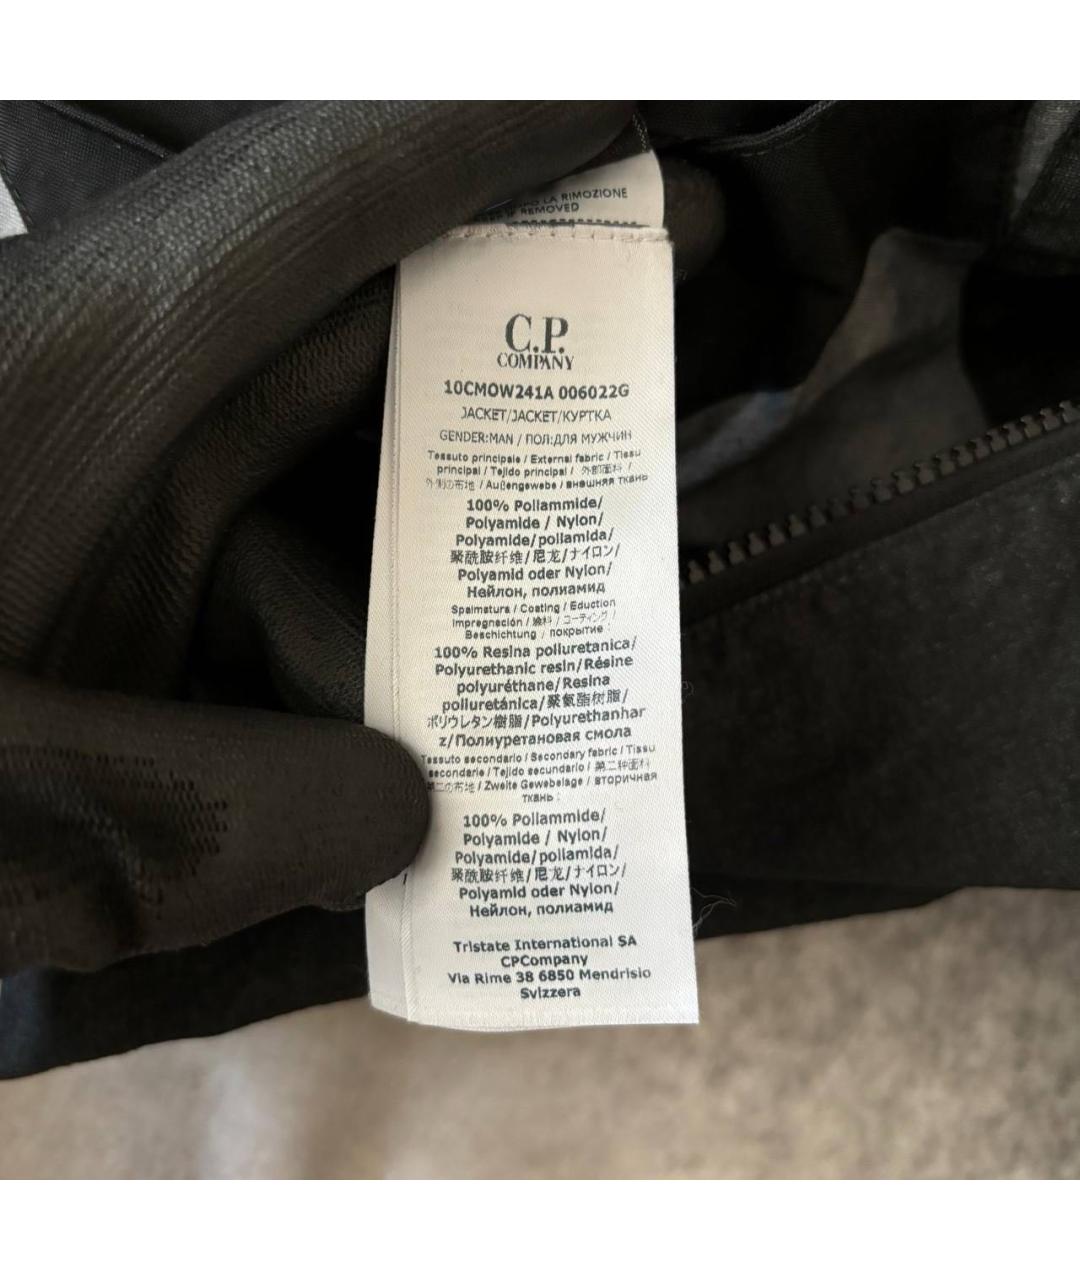 LA RIMOZIONE
IF REMOVED
C.P.
COMPANY
10CMOW241A 006022G
JACKET/JACKET/КУРТКА
GENDER:MAN / ПОЛ:ДЛЯ МУЖЧИН
Tessuto principale / External fabric / Tissu
principal / Tejido principal / 外部面料 /
外側の布地 / Außengewebe / внешняя ткань
100% Poliammide/
Polyamide / Nylon/
Polyamide/poliamida/
聚酰胺纤维/尼龙/ナイロン/
Polyamid oder Nylon/
Нейлон, полиамид
Spalmatura / Coating / Eduction
Impregnación / 涂料 / コーティング /
Beschichtung / покрытие :
100% Resina poliuretanica/
Polyurethanic resin/Résine
polyuréthane/Resina
poliuretánica/聚氨酯树脂/
ポリウレタン樹脂/Polyurethanhar
z/Полиуретановая смола
Tessuto secondario / Secondary fabric / Tissu
secondarie / Tejido secundario / 第二种面料
第二の布地 / Zweite Gewebelage / вторичная
ткань :
100% Poliammide/
Polyamide / Nylon/
Polyamide/poliamida/
聚酰胺纤维/尼龙/ナイロン/
Polyamid oder Nylon/
Нейлон, полиамид
Tristate International SA
CPCompany
Via Rime 38 6850 Mendrisio
Svizzera